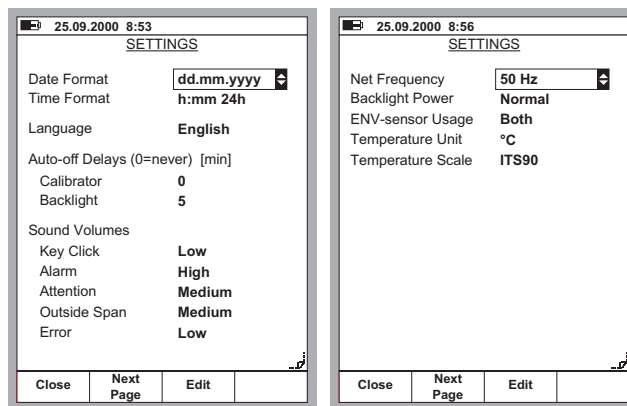 25.09.2000 8:53
SETTINGS
Date Format dd.mm.yyyy
Time Format h:mm 24h
Language English
Auto-off Delays (0=never) [min]
Calibrator 0
Backlight 5
Sound Volumes
Key Click Low
Alarm High
Attention Medium
Outside Span Medium
Error Low
Close Next Page Edit
25.09.2000 8:56
SETTINGS
Net Frequency 50 Hz
Backlight Power Normal
ENV-sensor Usage Both
Temperature Unit °C
Temperature Scale ITS90
Close Next Page Edit